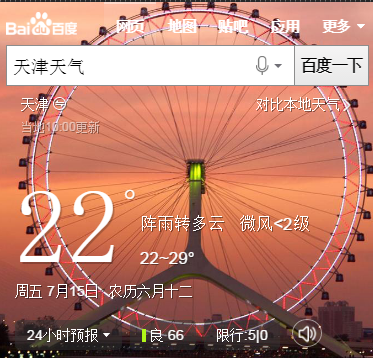 Bai百度 网页 地图 贴吧 应用 更多
天津天气 百度一下
天津 对比本地天气
当地16:00更新
22°
阵雨转多云 微风<2级
22~29°
周五 7月15日 农历六月十二
24小时预报 良 66 限行:5|0